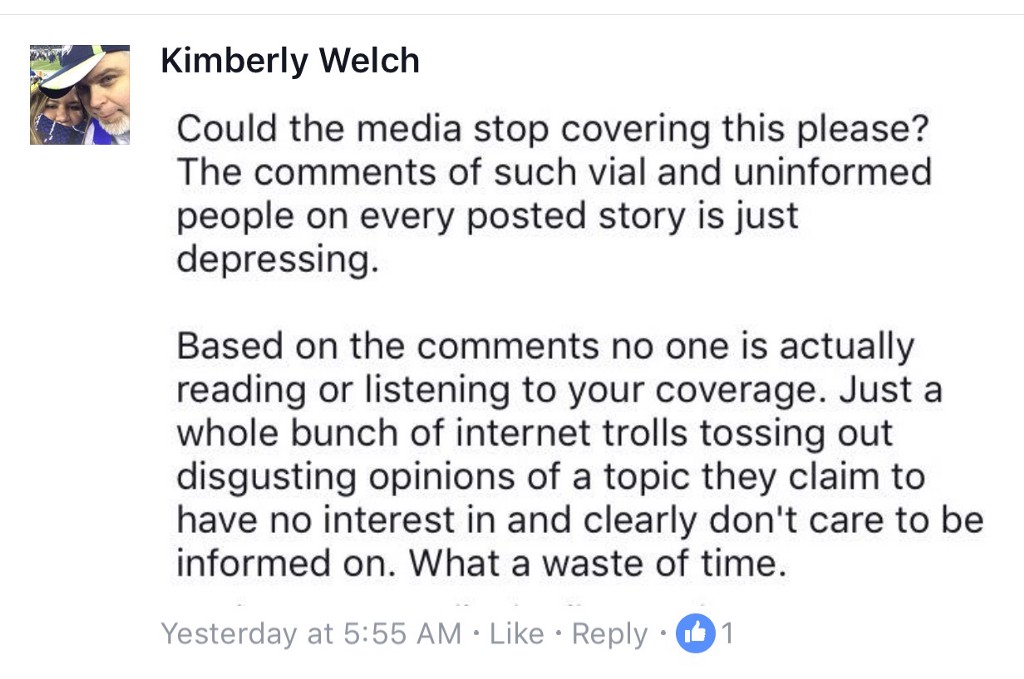 Kimberly Welch
Could the media stop covering this please?
The comments of such vial and uninformed
people on every posted story is just
depressing.
Based on the comments no one is actually
reading or listening to your coverage. Just a
whole bunch of internet trolls tossing out
disgusting opinions of a topic they claim to
have no interest in and clearly don't care to be
informed on. What a waste of time.
Yesterday at 5:55 AM · Like · Reply · 1